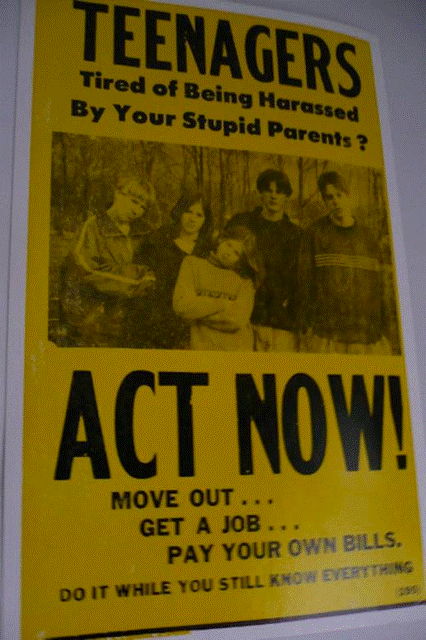 TEENAGERS
Tired of Being Harassed
By Your Stupid Parents?
ACT NOW!
MOVE OUT...
GET A JOB...
PAY YOUR OWN BILLS.
DO IT WHILE YOU STILL KNOW EVERYTHING